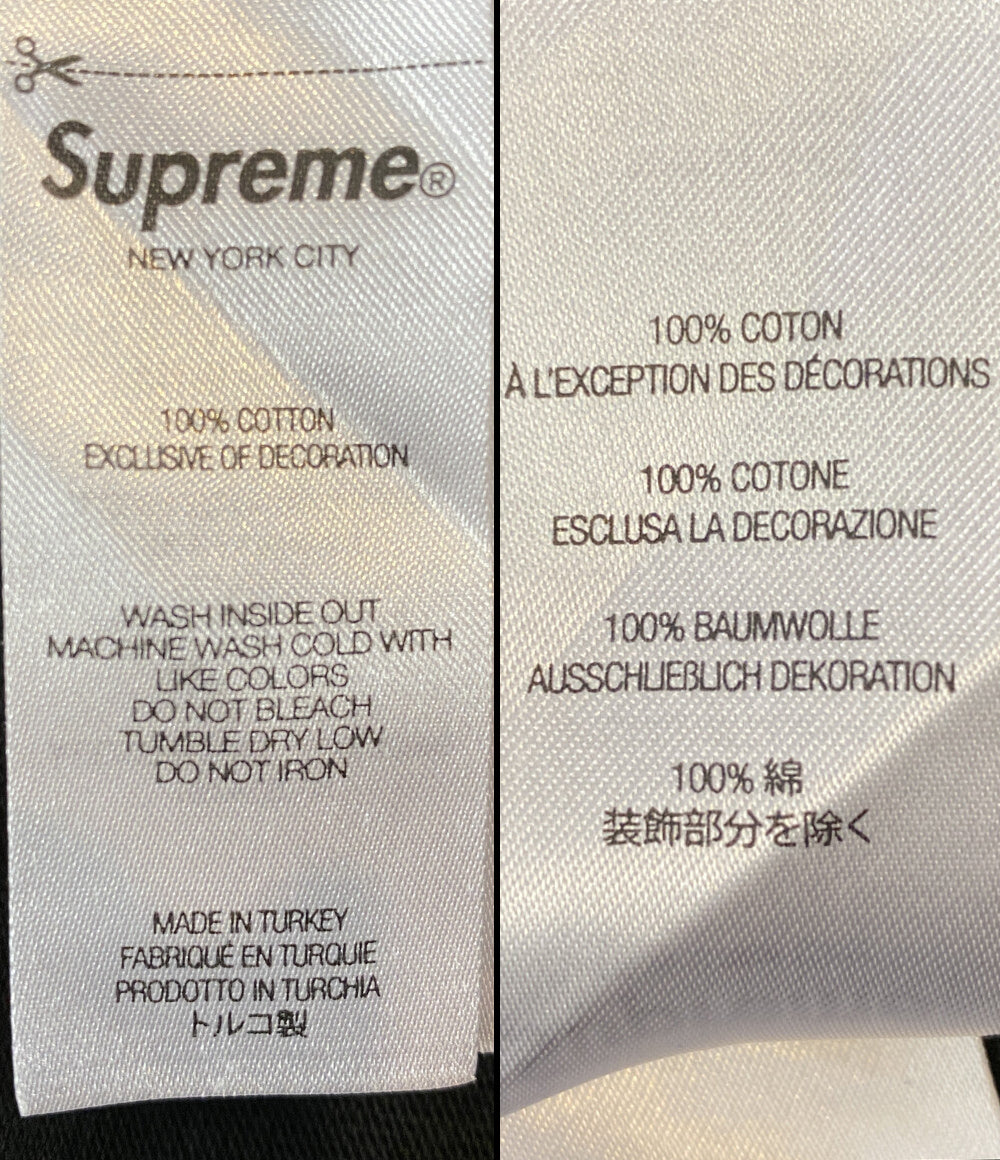 Supreme®
NEW YORK CITY
100% COTTON
EXCLUSIVE OF DECORATION
WASH INSIDE OUT
MACHINE WASH COLD WITH
LIKE COLORS
DO NOT BLEACH
TUMBLE DRY LOW
DO NOT IRON
MADE IN TURKEY
FABRIQUÉ EN TURQUIE
PRODOTTO IN TURCHIA
トルコ製
100% COTON
À L'EXCEPTION DES DÉCORATIONS
100% COTONE
ESCLUSA LA DECORAZIONE
100% BAUMWOLLE
AUSSCHLIEßLICH DEKORATION
100% 綿
装飾部分を除く